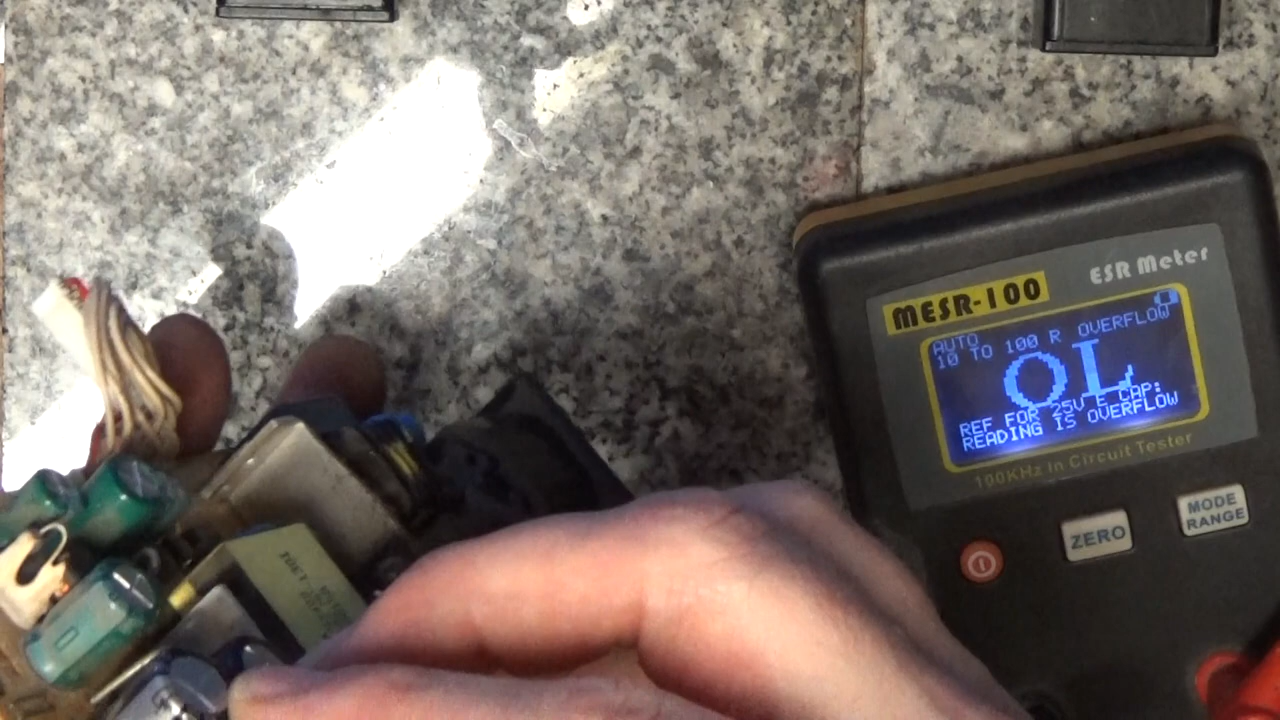 MESR-100
ESR Meter
AUTO
10 TO 100 R OVERFLOW
OL
REF FOR 25V E CAP:
READING IS OVERFLOW
100KHz In Circuit Tester
ZERO
MODE
RANGE